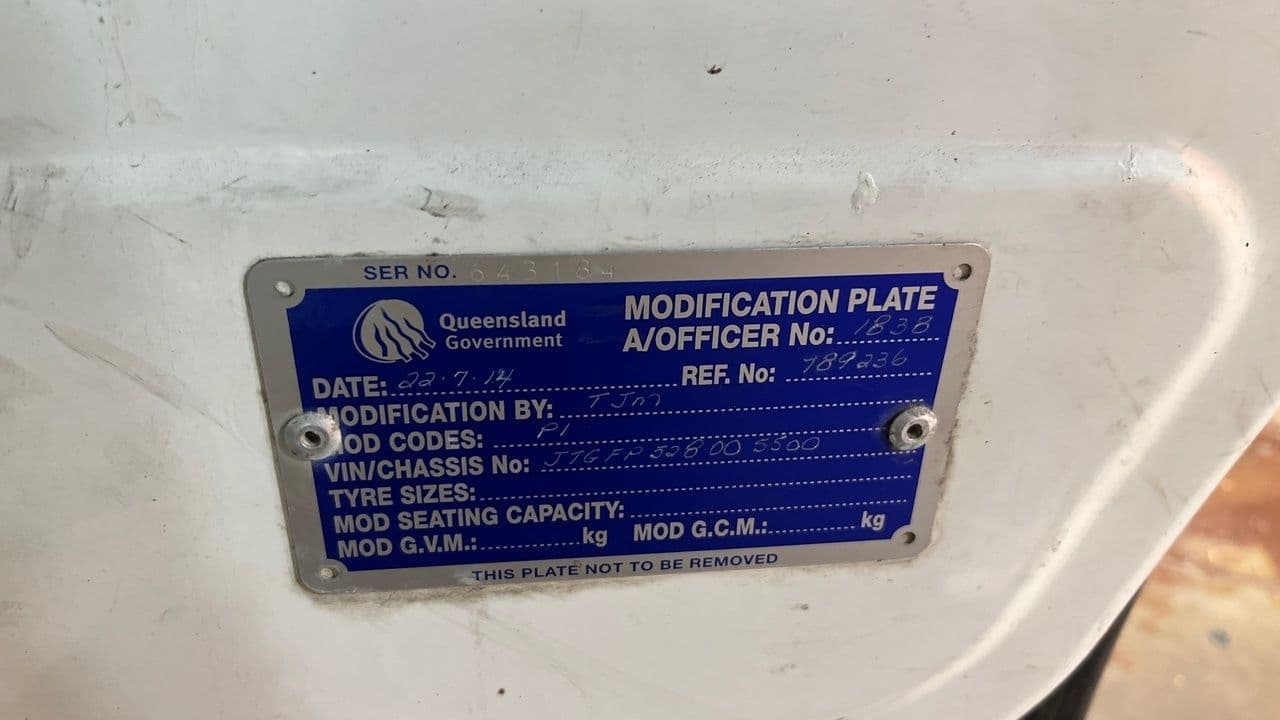 SER NO. 643184
Queensland Government
MODIFICATION PLATE
A/OFFICER No: 1838
DATE: 22.7.14 REF. No: 789236
MODIFICATION BY: TJM
MOD CODES: P1
VIN/CHASSIS No: JTGFP528005500
TYRE SIZES:
MOD SEATING CAPACITY:
MOD G.V.M.: kg MOD G.C.M.: kg
THIS PLATE NOT TO BE REMOVED